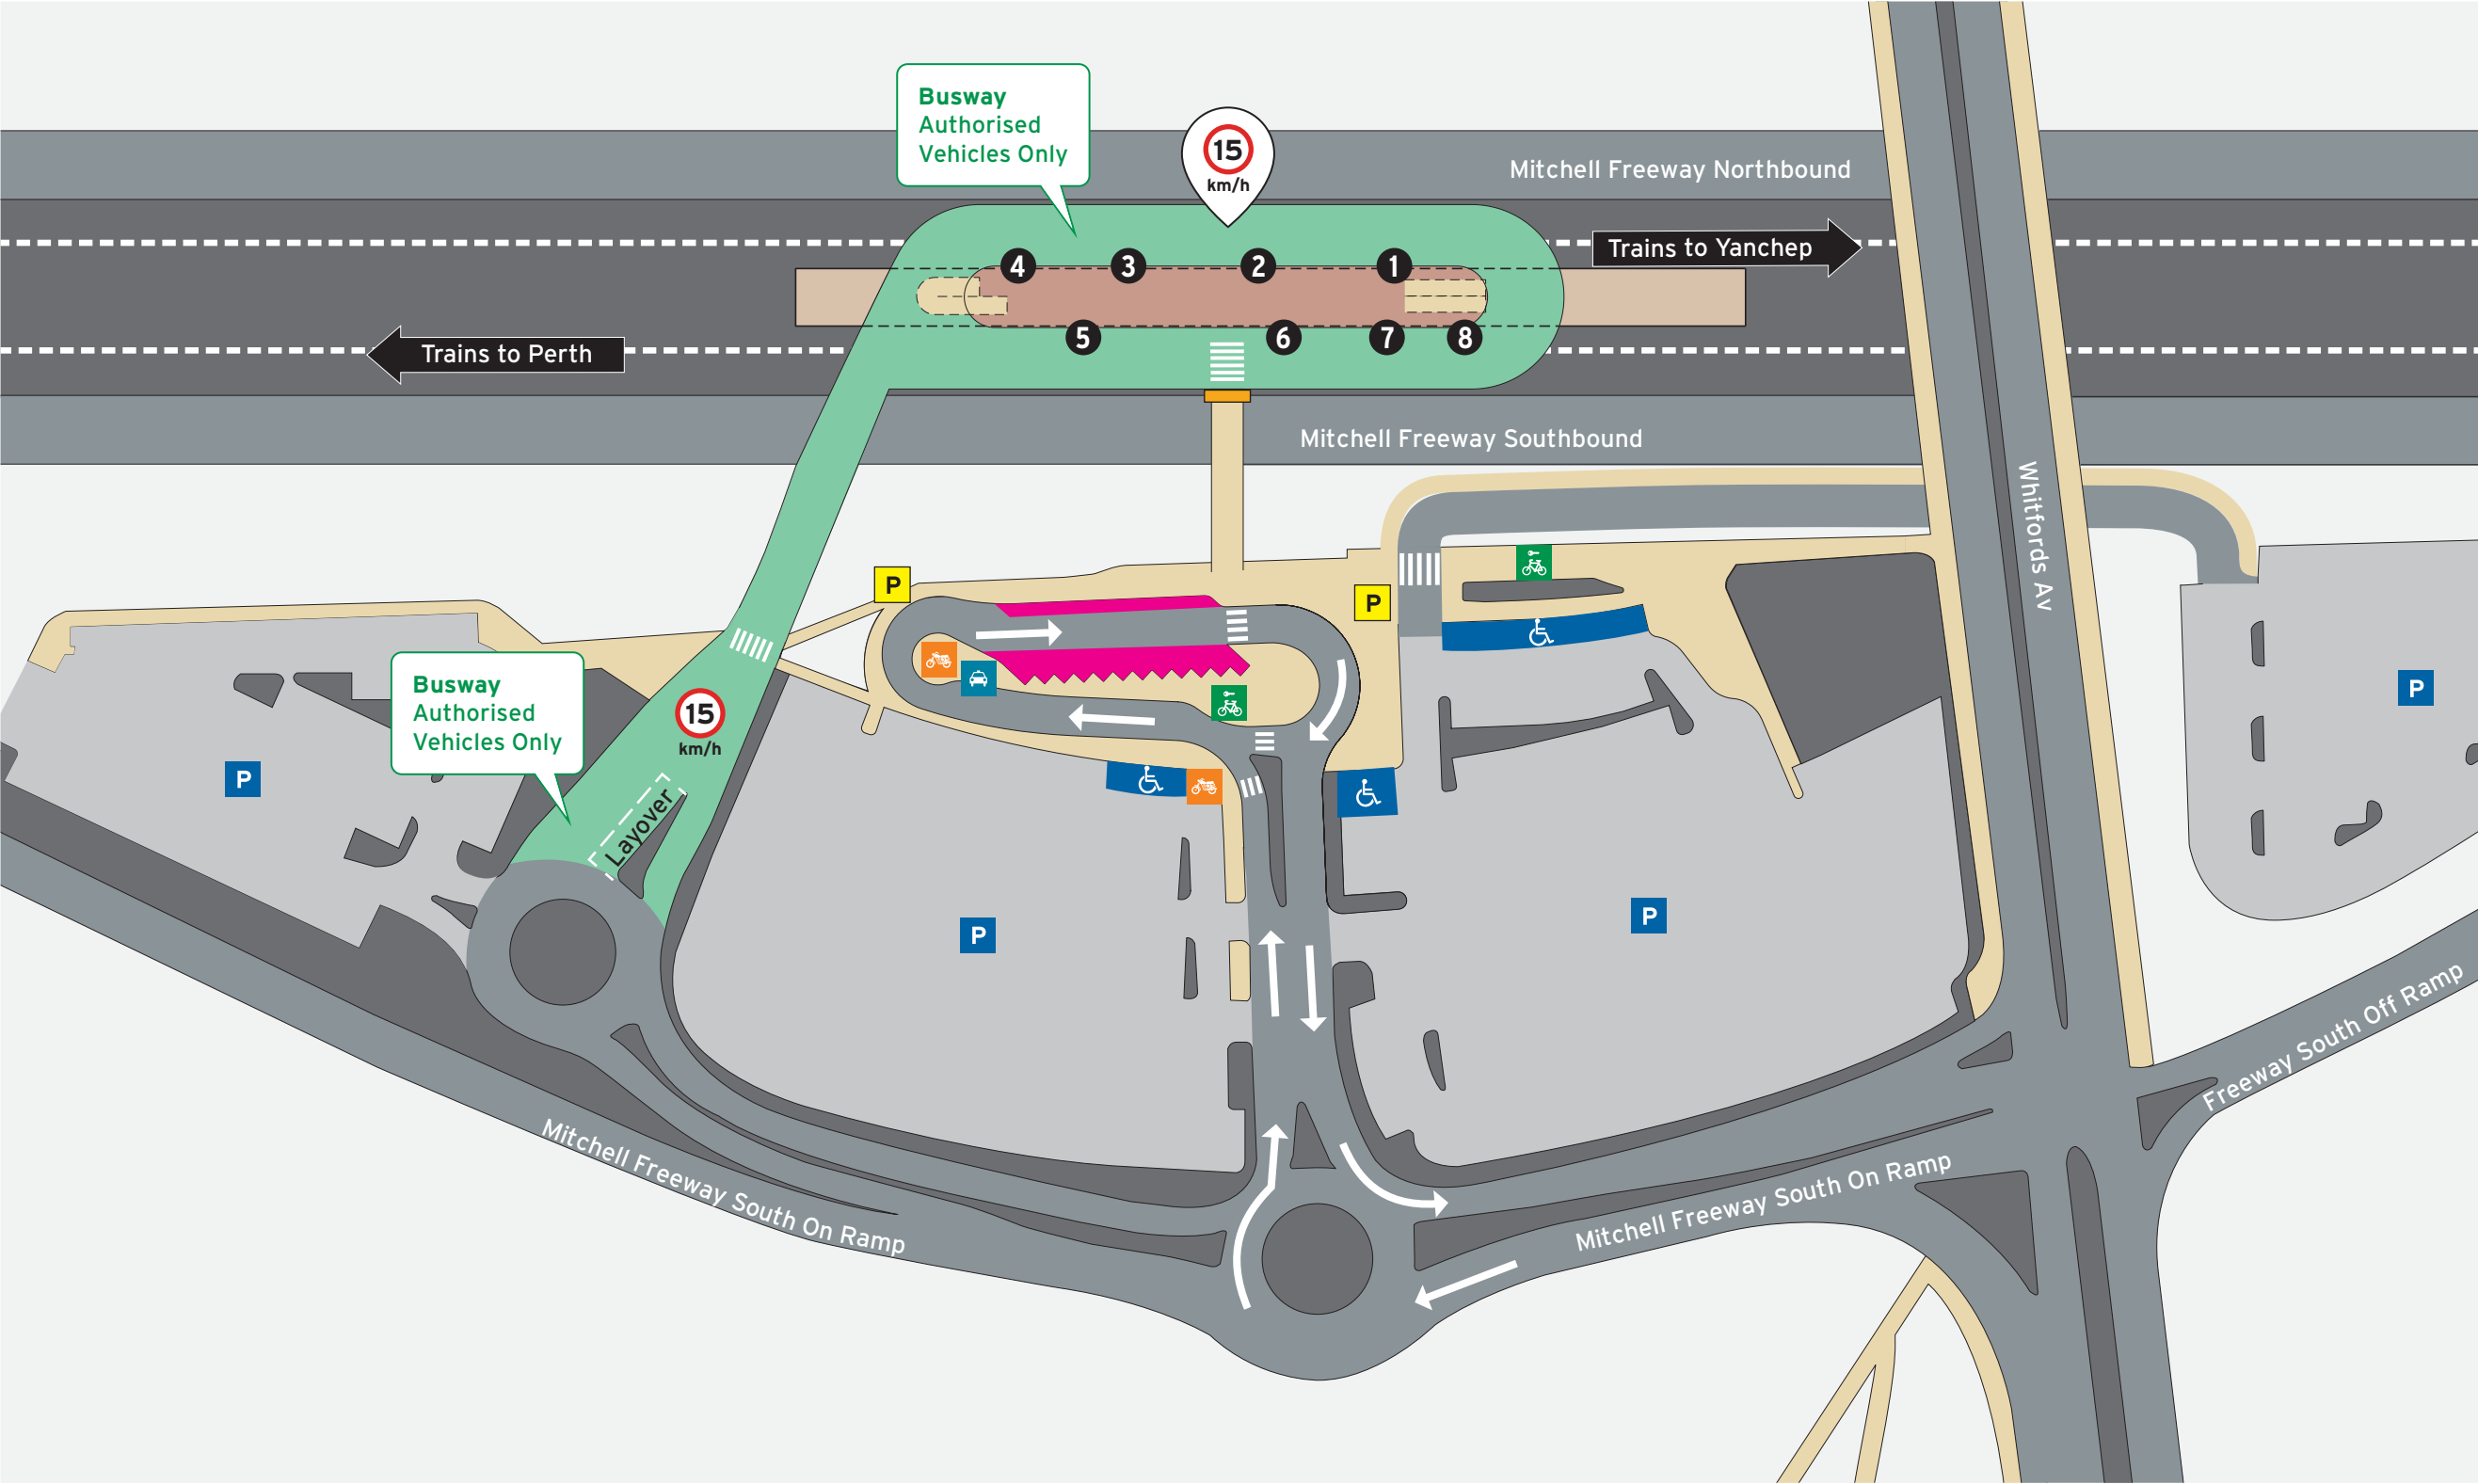 Busway
Authorised
Vehicles Only
15
km/h
Mitchell Freeway Northbound
Trains to Yanchep
4
3
2
1
Trains to Perth
5
6
7
8
Mitchell Freeway Southbound
Whitfords Av
P
P
Busway
Authorised
Vehicles Only
15
km/h
P
P
Layover
P
P
Freeway South Off Ramp
Mitchell Freeway South On Ramp
Mitchell Freeway South On Ramp